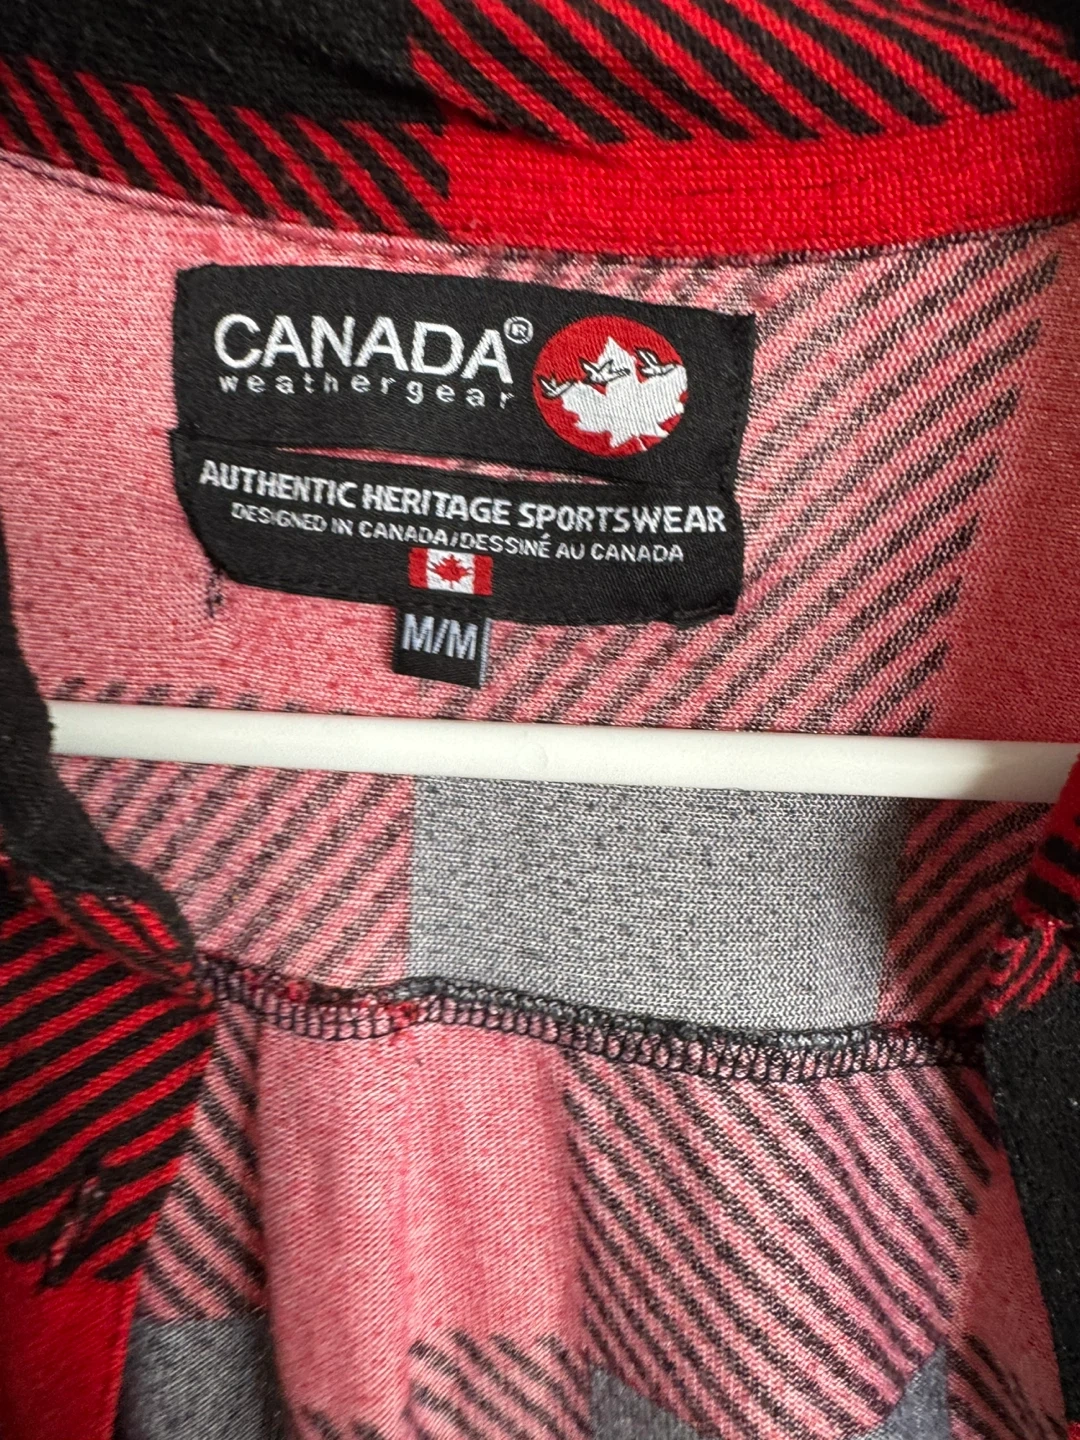 CANADA®
weathergear
AUTHENTIC HERITAGE SPORTSWEAR
DESIGNED IN CANADA/DESSINÉ AU CANADA
M/M